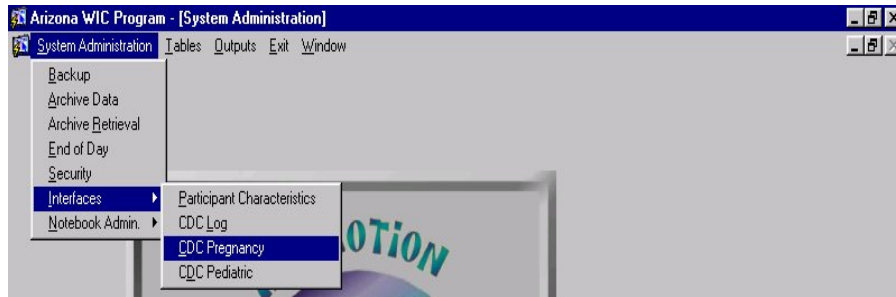 Arizona WIC Program - [System Administration]
System Administration Tables Outputs Exit Window
Backup
Archive Data
Archive Retrieval
End of Day
Security
Interfaces
Notebook Admin.
Participant Characteristics
CDC Log
CDC Pregnancy
CDC Pediatric